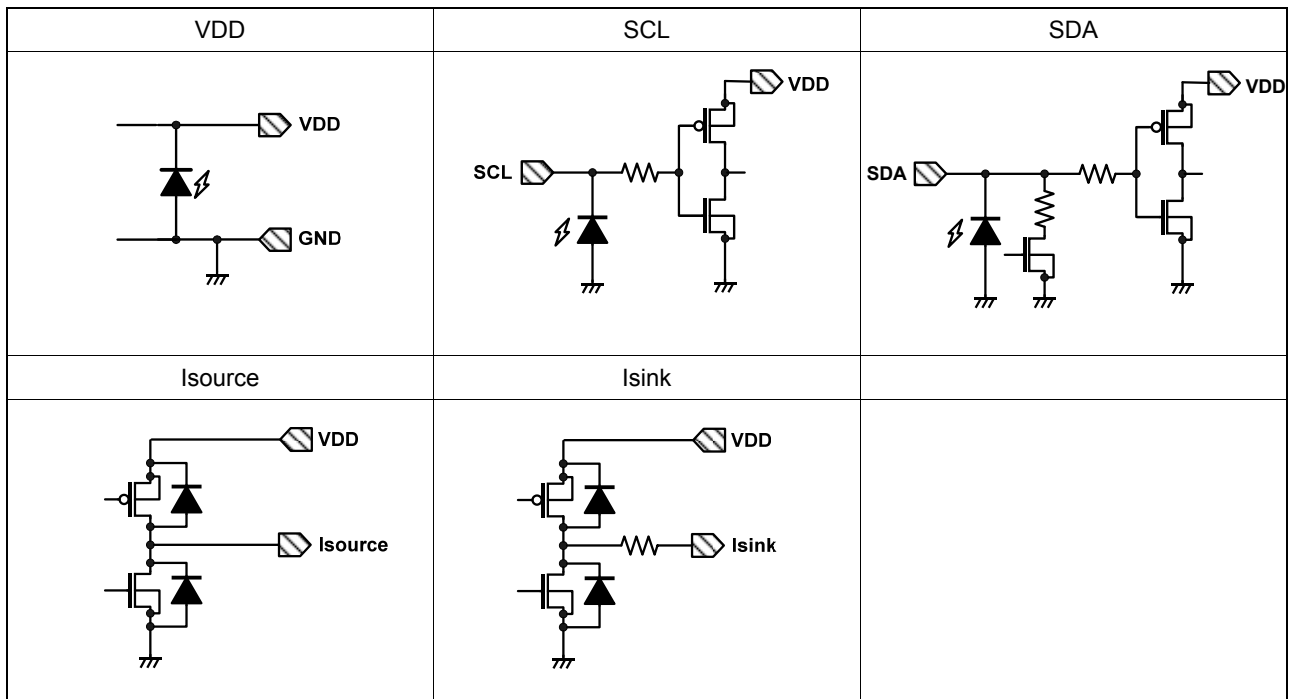 VDD
SCL
SDA
VDD
GND
VDD
SCL
VDD
SDA
Isource
Isink
VDD
Isource
VDD
Isink